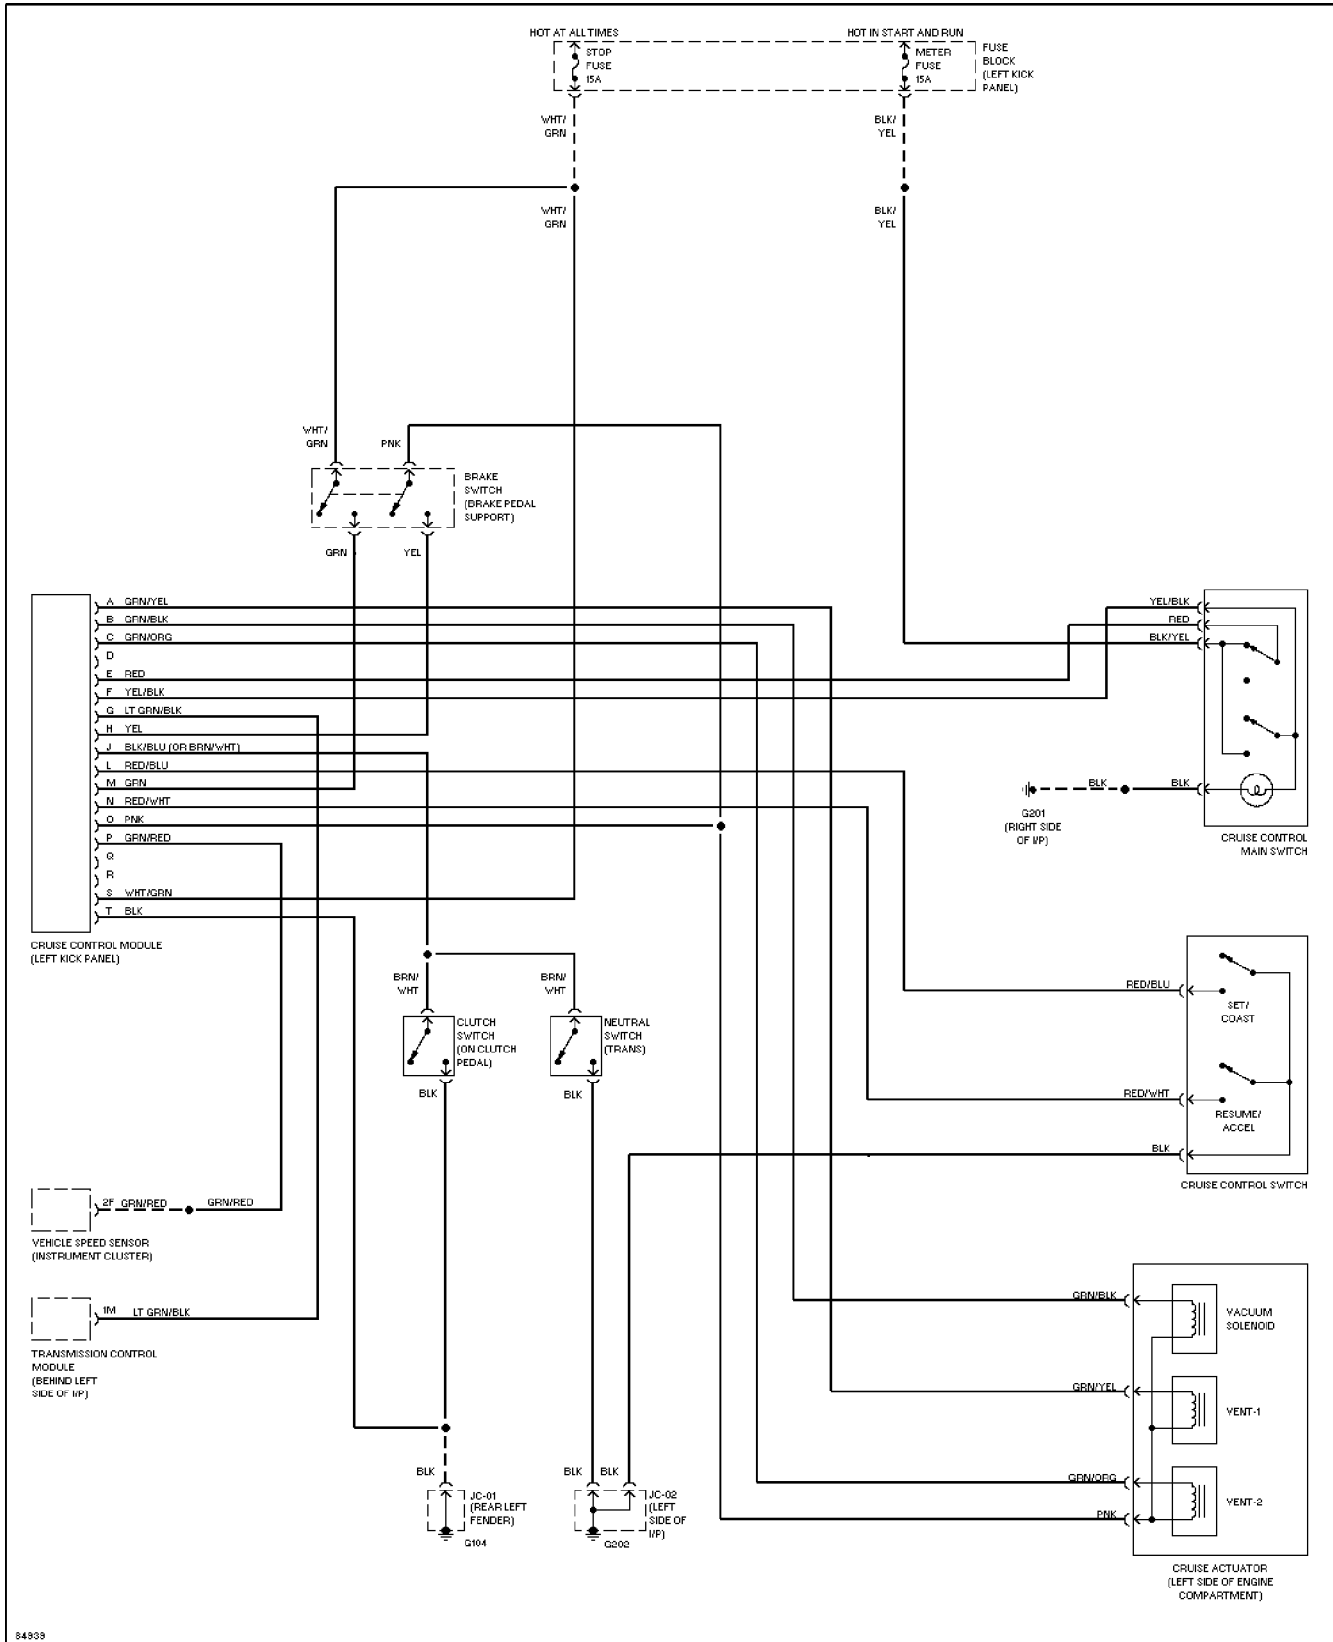 HOT AT ALL TIMES
HOT IN START AND RUN
STOP
FUSE
15A
METER
FUSE
15A
FUSE
BLOCK
(LEFT KICK
PANEL)
WHT/
GRN
BLK/
YEL
WHT/
GRN
BLK/
YEL
WHT/
GRN
PNK
BRAKE
SWITCH
(BRAKE PEDAL
SUPPORT)
GRN
YEL
A GRN/YEL
B GRN/BLK
C GRN/ORG
D
E RED
F YEL/BLK
G LT GRN/BLK
H YEL
J BLK/BLU (OR BRN/WHT)
L RED/BLU
M GRN
N RED/WHT
O PNK
P GRN/RED
Q
R
S WHT/GRN
T BLK
CRUISE CONTROL MODULE
(LEFT KICK PANEL)
YEL/BLK
RED
BLK/YEL
BLK
BLK
G201
(RIGHT SIDE
OF I/P)
CRUISE CONTROL
MAIN SWITCH
BRN/
WHT
BRN/
WHT
CLUTCH
SWITCH
(ON CLUTCH
PEDAL)
NEUTRAL
SWITCH
(TRANS)
BLK
BLK
RED/BLU
SET/
COAST
RED/WHT
RESUME/
ACCEL
BLK
CRUISE CONTROL SWITCH
2F GRN/RED
GRN/RED
VEHICLE SPEED SENSOR
(INSTRUMENT CLUSTER)
1M LT GRN/BLK
TRANSMISSION CONTROL
MODULE
(BEHIND LEFT
SIDE OF I/P)
GRN/BLK
VACUUM
SOLENOID
GRN/YEL
VENT-1
GRN/ORG
VENT-2
PNK
CRUISE ACTUATOR
(LEFT SIDE OF ENGINE
COMPARTMENT)
BLK
JC-01
(REAR LEFT
FENDER)
G104
BLK
BLK
JC-02
(LEFT
SIDE OF
I/P)
G202
84939